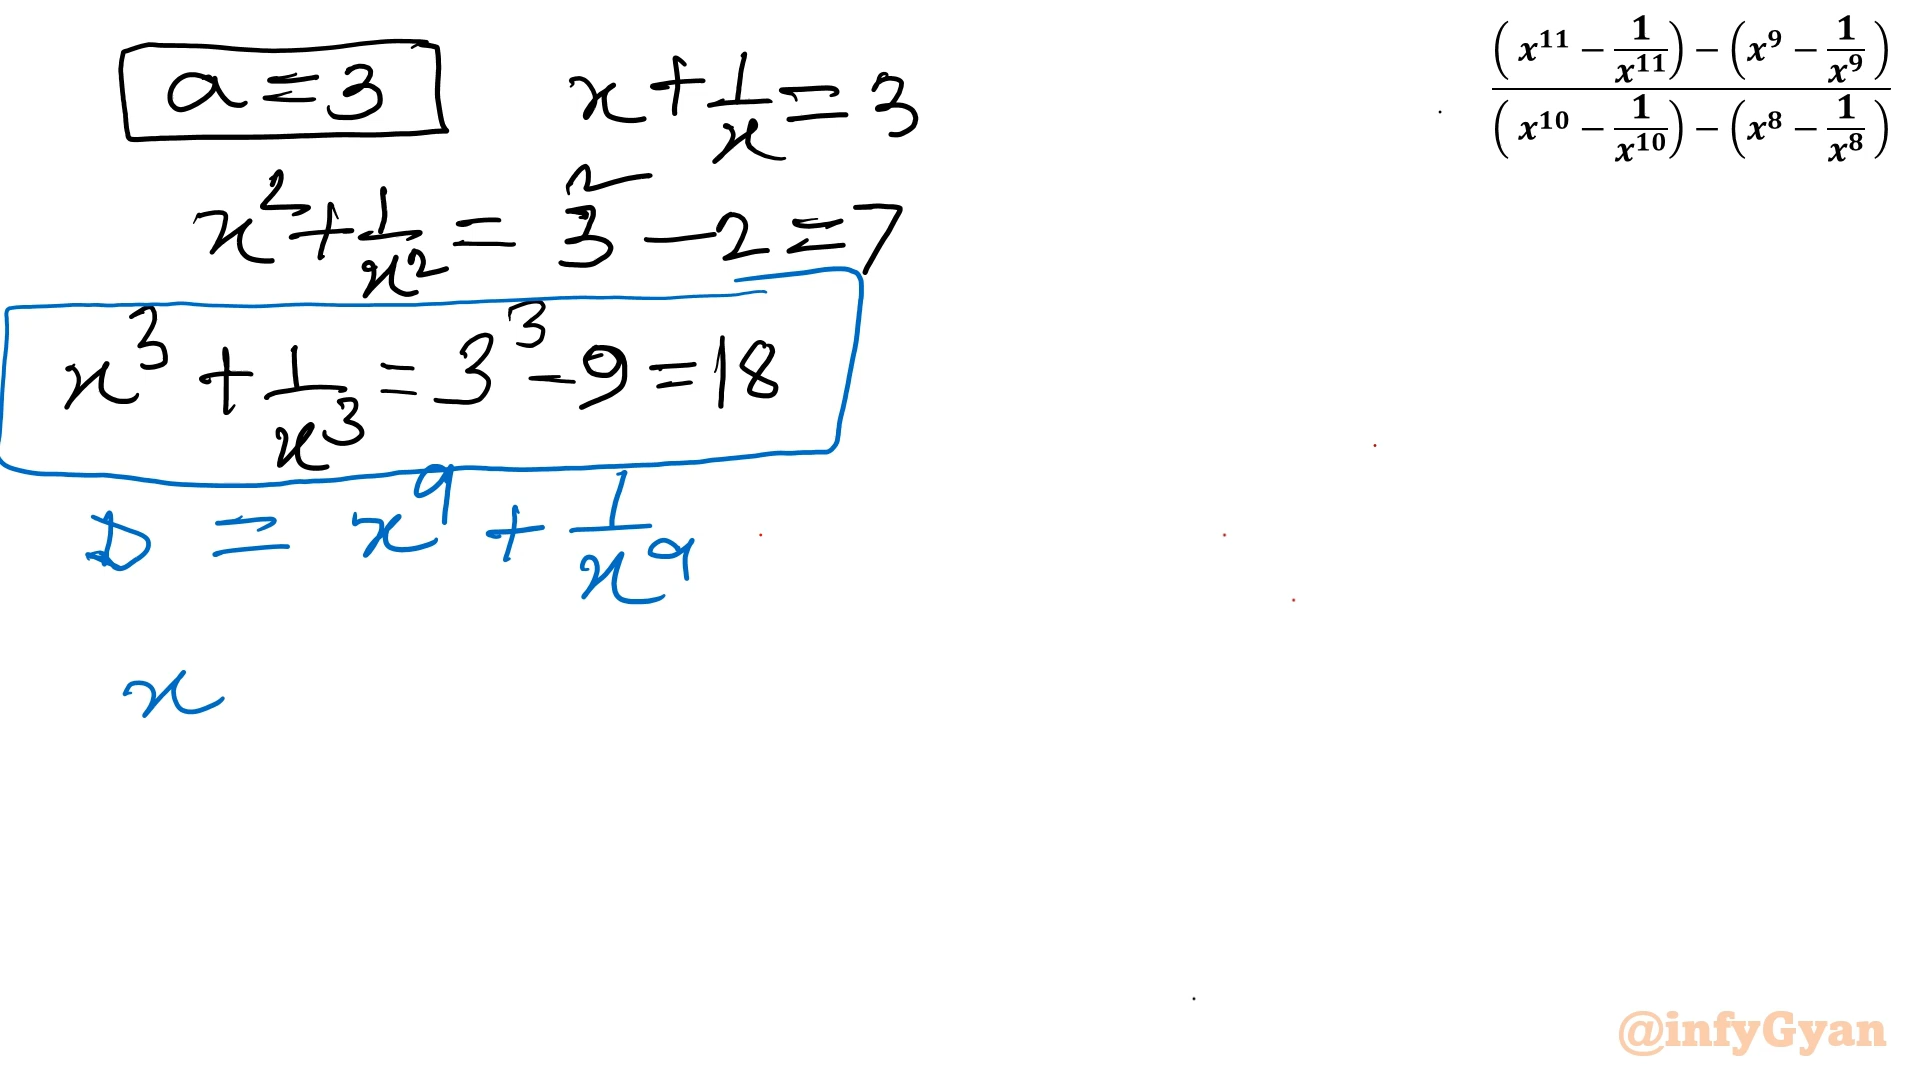 a = 3
x + 1/x = 3
x² + 1/x² = 3² - 2 = 7
x³ + 1/x³ = 3³ - 9 = 18
D = x⁹ + 1/x⁹
x
((x¹¹ − 1/x¹¹) − (x⁹ − 1/x⁹)) / ((x¹⁰ − 1/x¹⁰) − (x⁸ − 1/x⁸))
@infyGyan